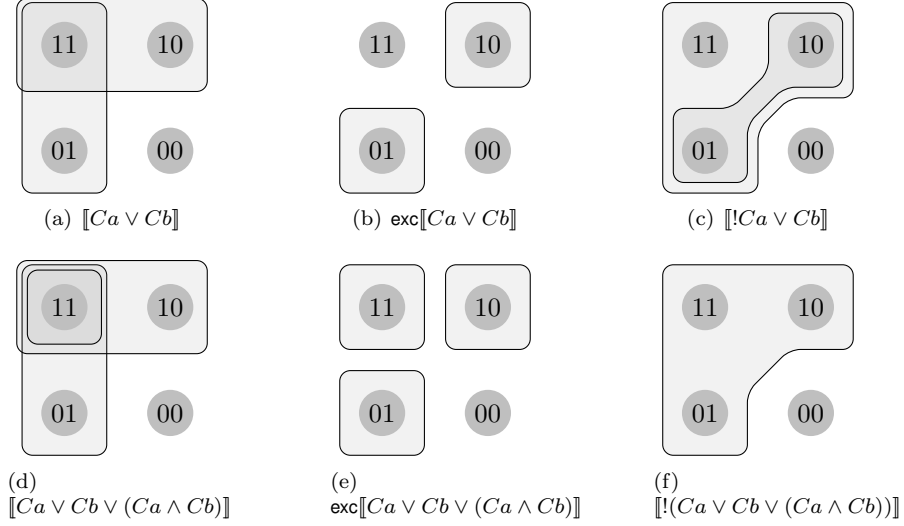 11 10 11 10 11 10
01 00 01 00 01 00
(a) ⟦Ca ∨ Cb⟧ (b) exc⟦Ca ∨ Cb⟧ (c) ⟦!Ca ∨ Cb⟧
11 10 11 10 11 10
01 00 01 00 01 00
(d) (e) (f)
⟦Ca ∨ Cb ∨ (Ca ∧ Cb)⟧ exc⟦Ca ∨ Cb ∨ (Ca ∧ Cb)⟧ ⟦!(Ca ∨ Cb ∨ (Ca ∧ Cb))⟧